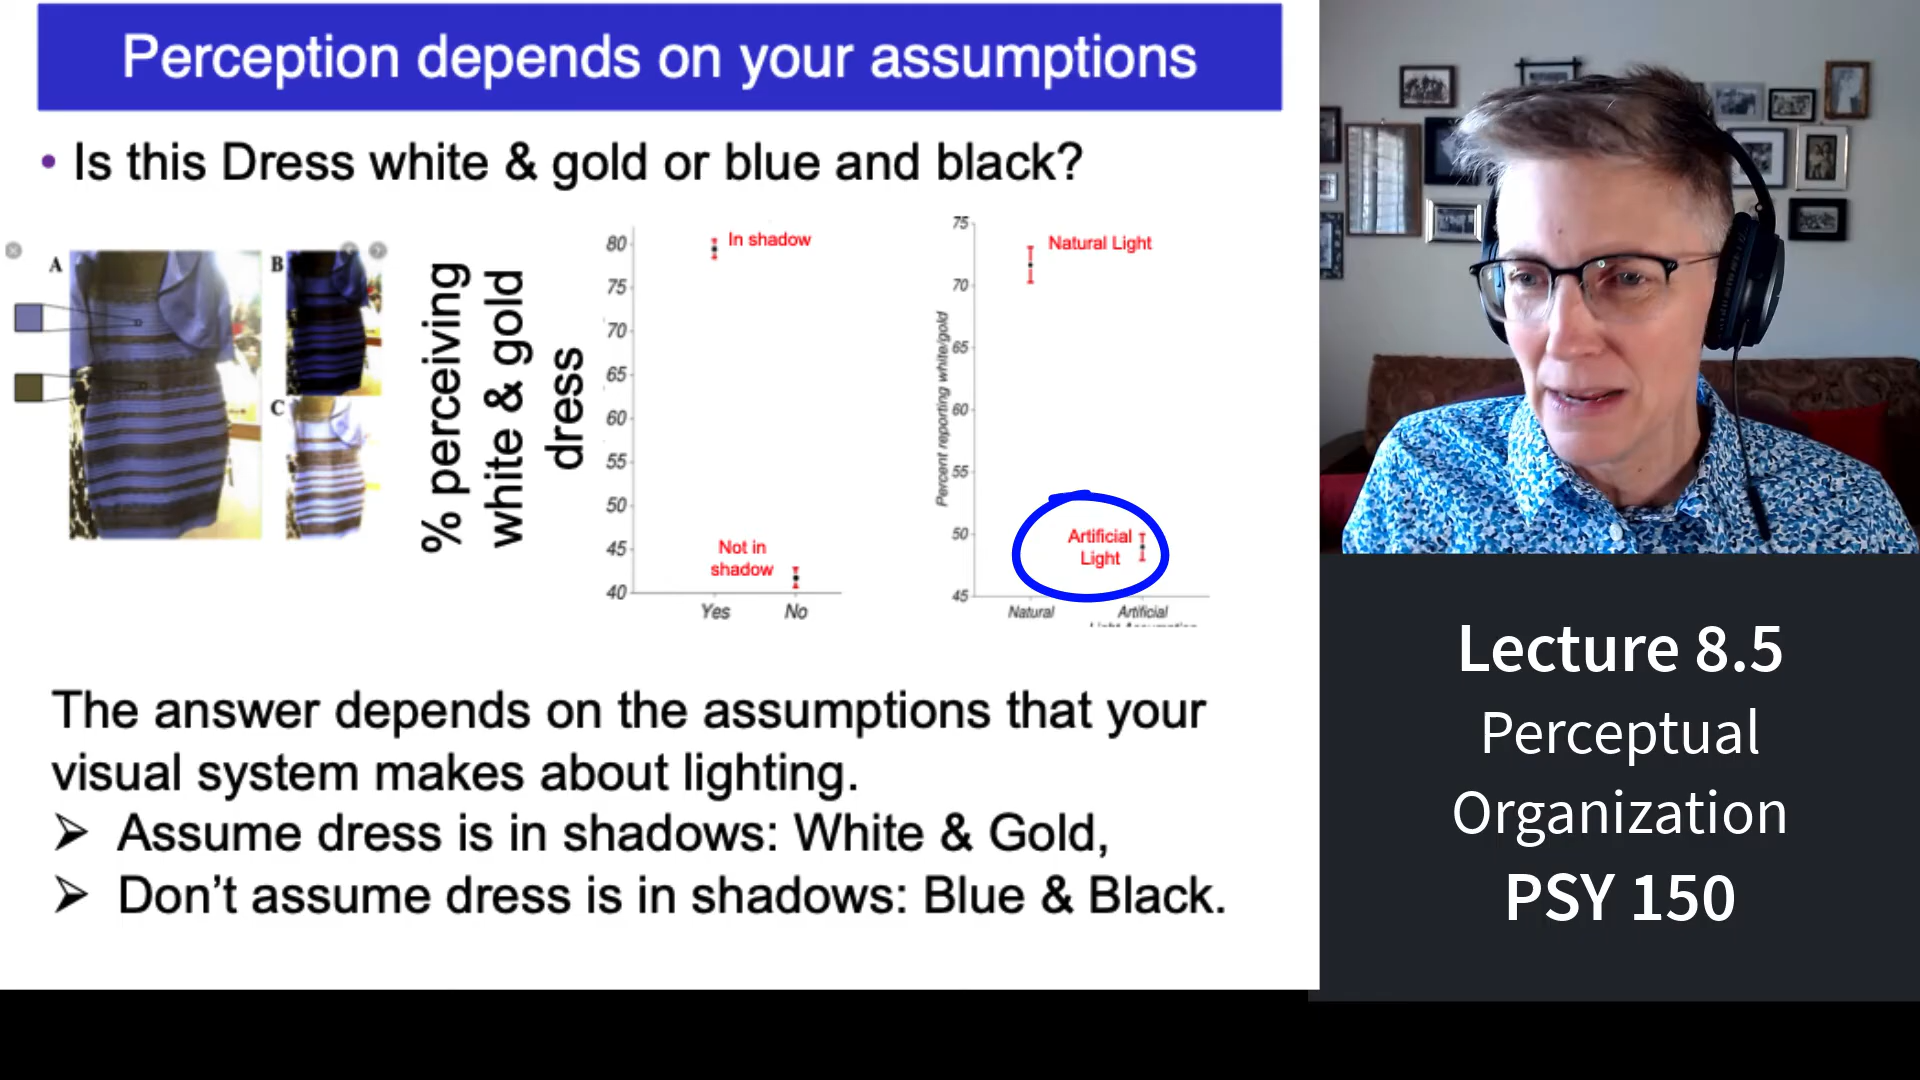 Perception depends on your assumptions
• Is this Dress white & gold or blue and black?
A
B
C
% perceiving
white & gold
dress
80
75
70
65
60
55
50
45
40
In shadow
Not in
shadow
Yes
No
Percent reporting white/gold
75
70
65
60
55
50
45
Natural Light
Artificial
Light
Natural
Artificial
The answer depends on the assumptions that your
visual system makes about lighting.
➢ Assume dress is in shadows: White & Gold,
➢ Don't assume dress is in shadows: Blue & Black.
Lecture 8.5
Perceptual
Organization
PSY 150